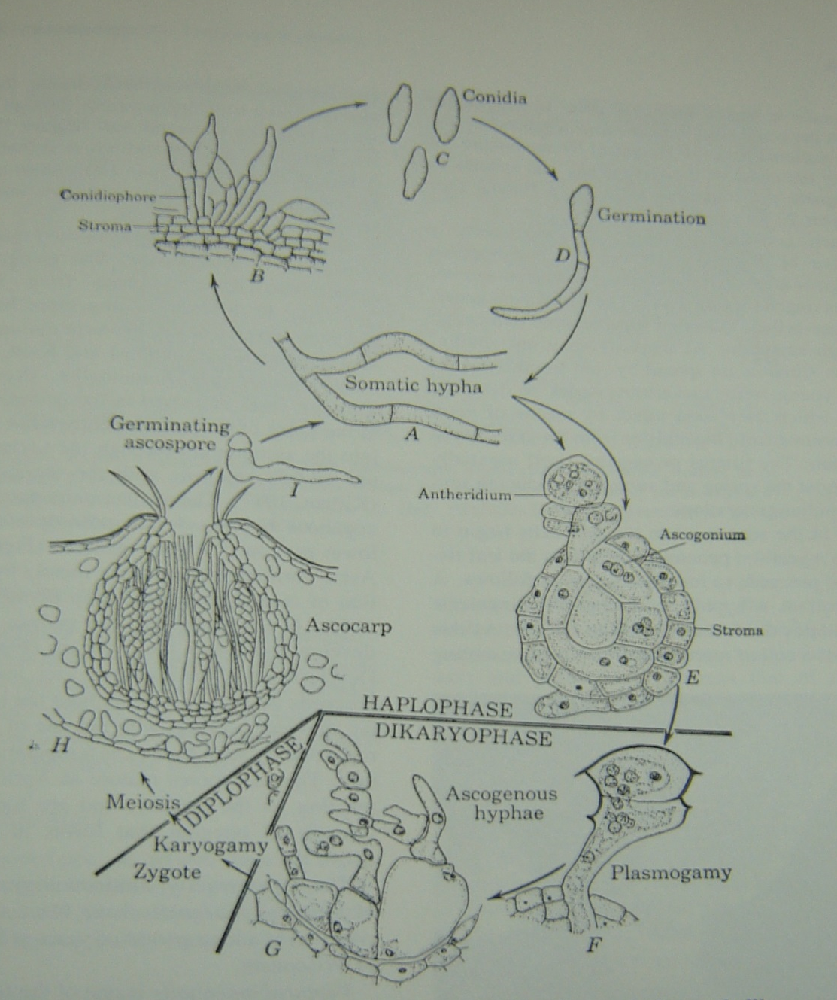 Conidia
C
Conidiophore
Stroma
B
Germination
D
Somatic hypha
A
Germinating
ascospore
I
Antheridium
Ascogonium
Stroma
E
Ascocarp
H
HAPLOPHASE
DIKARYOPHASE
DIPLOPHASE
Meiosis
Karyogamy
Zygote
Ascogenous
hyphae
G
Plasmogamy
F